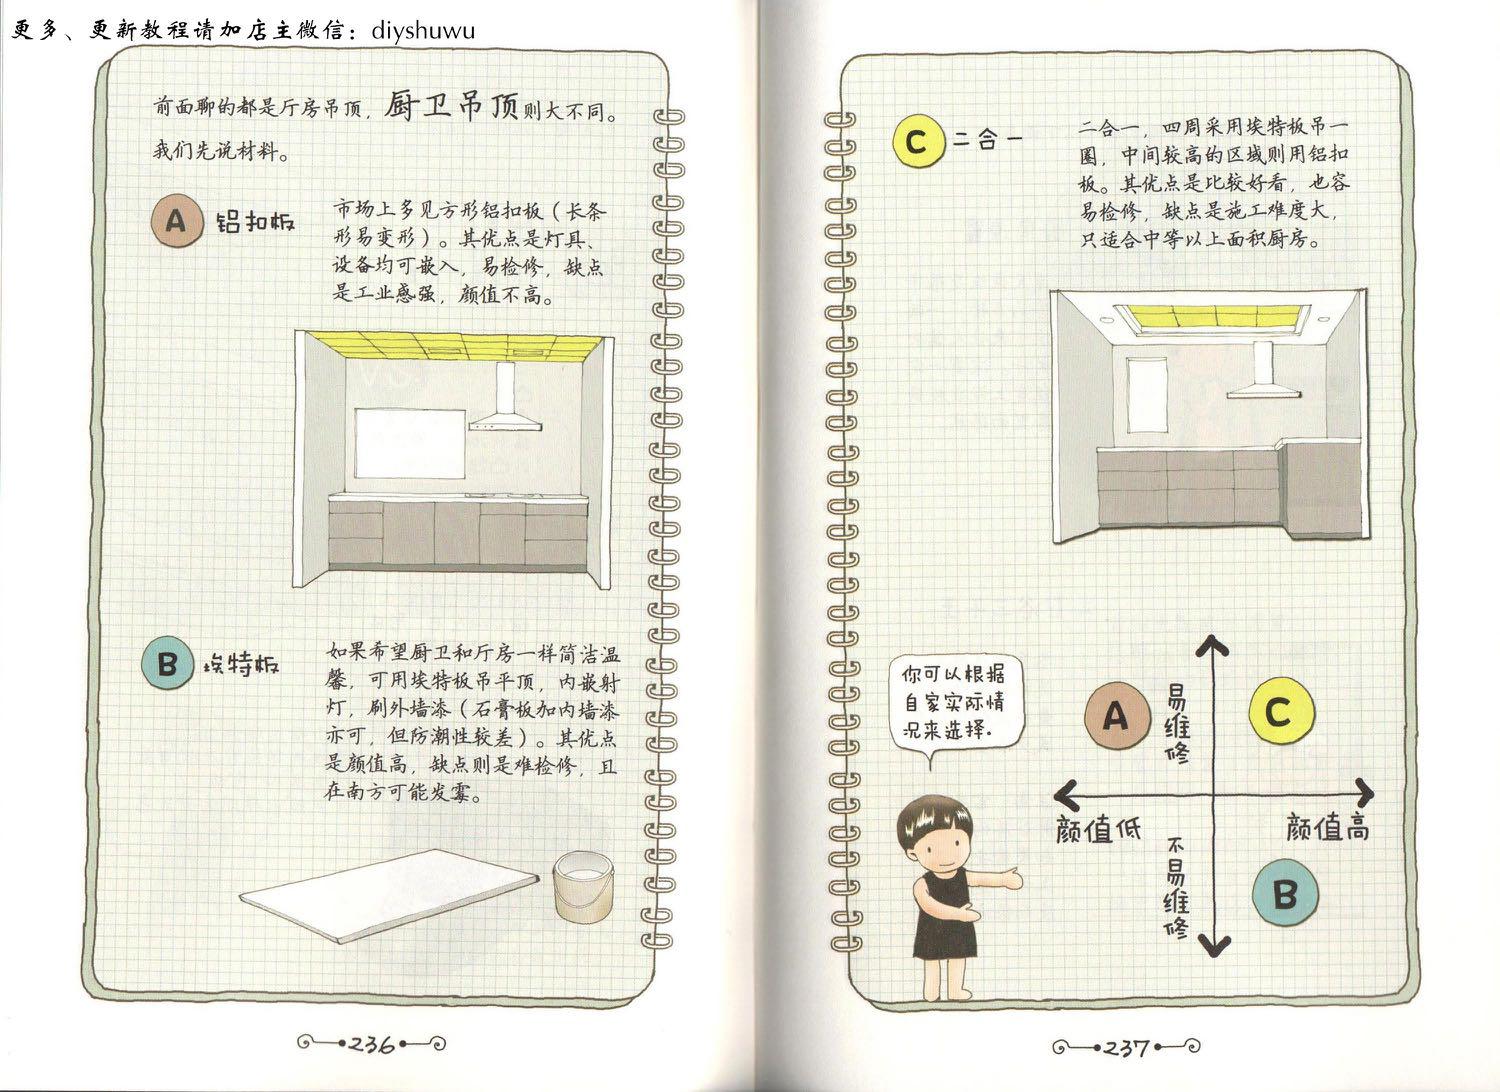 更多、更新教程请加店主微信：diyshuwu
前面聊的都是厅房吊顶，厨卫吊顶则大不同。
我们先说材料。
A 铝扣板
市场上多见方形铝扣板（长条
形易变形）。其优点是灯具、
设备均可嵌入，易检修，缺点
是工业感强，颜值不高。
B 埃特板
如果希望厨卫和厅房一样简洁温
馨，可用埃特板吊平顶，内嵌射
灯，刷外墙漆（石膏板加内墙漆
亦可，但防潮性较差）。其优点
是颜值高，缺点则是难检修，且
在南方可能发霉。
236
C 二合一
二合一，四周采用埃特板吊一
圈，中间较高的区域则用铝扣
板。其优点是比较好看，也容
易检修，缺点是施工难度大，
只适合中等以上面积厨房。
你可以根据
自家实际情
况来选择.
A
易维修
C
颜值低
颜值高
不易维修
B
237